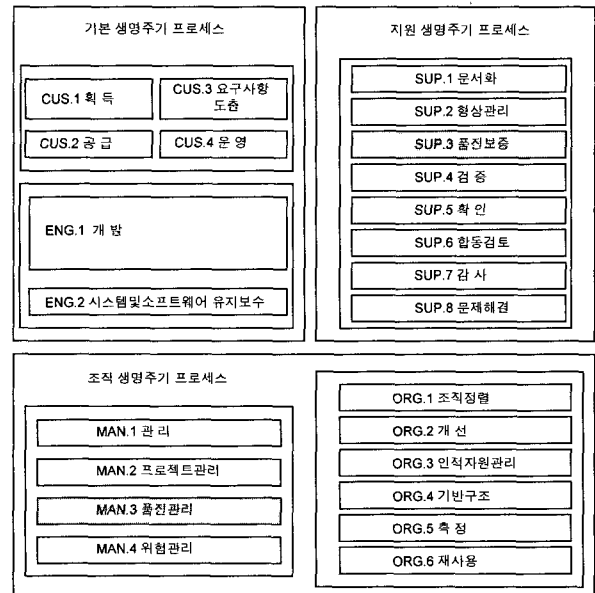 기본 생명주기 프로세스
CUS.1 획 득
CUS.3 요구사항
도출
CUS.2 공 급
CUS.4 운 영
ENG.1 개 발
ENG.2 시스템및소프트웨어 유지보수
지원 생명주기 프로세스
SUP.1 문서화
SUP.2 형상관리
SUP.3 품질보증
SUP.4 검 증
SUP.5 확 인
SUP.6 합동검토
SUP.7 감 사
SUP.8 문제해결
조직 생명주기 프로세스
MAN.1 관 리
MAN.2 프로젝트관리
MAN.3 품질관리
MAN.4 위험관리
ORG.1 조직정렬
ORG.2 개 선
ORG.3 인적자원관리
ORG.4 기반구조
ORG.5 측 정
ORG.6 재사용